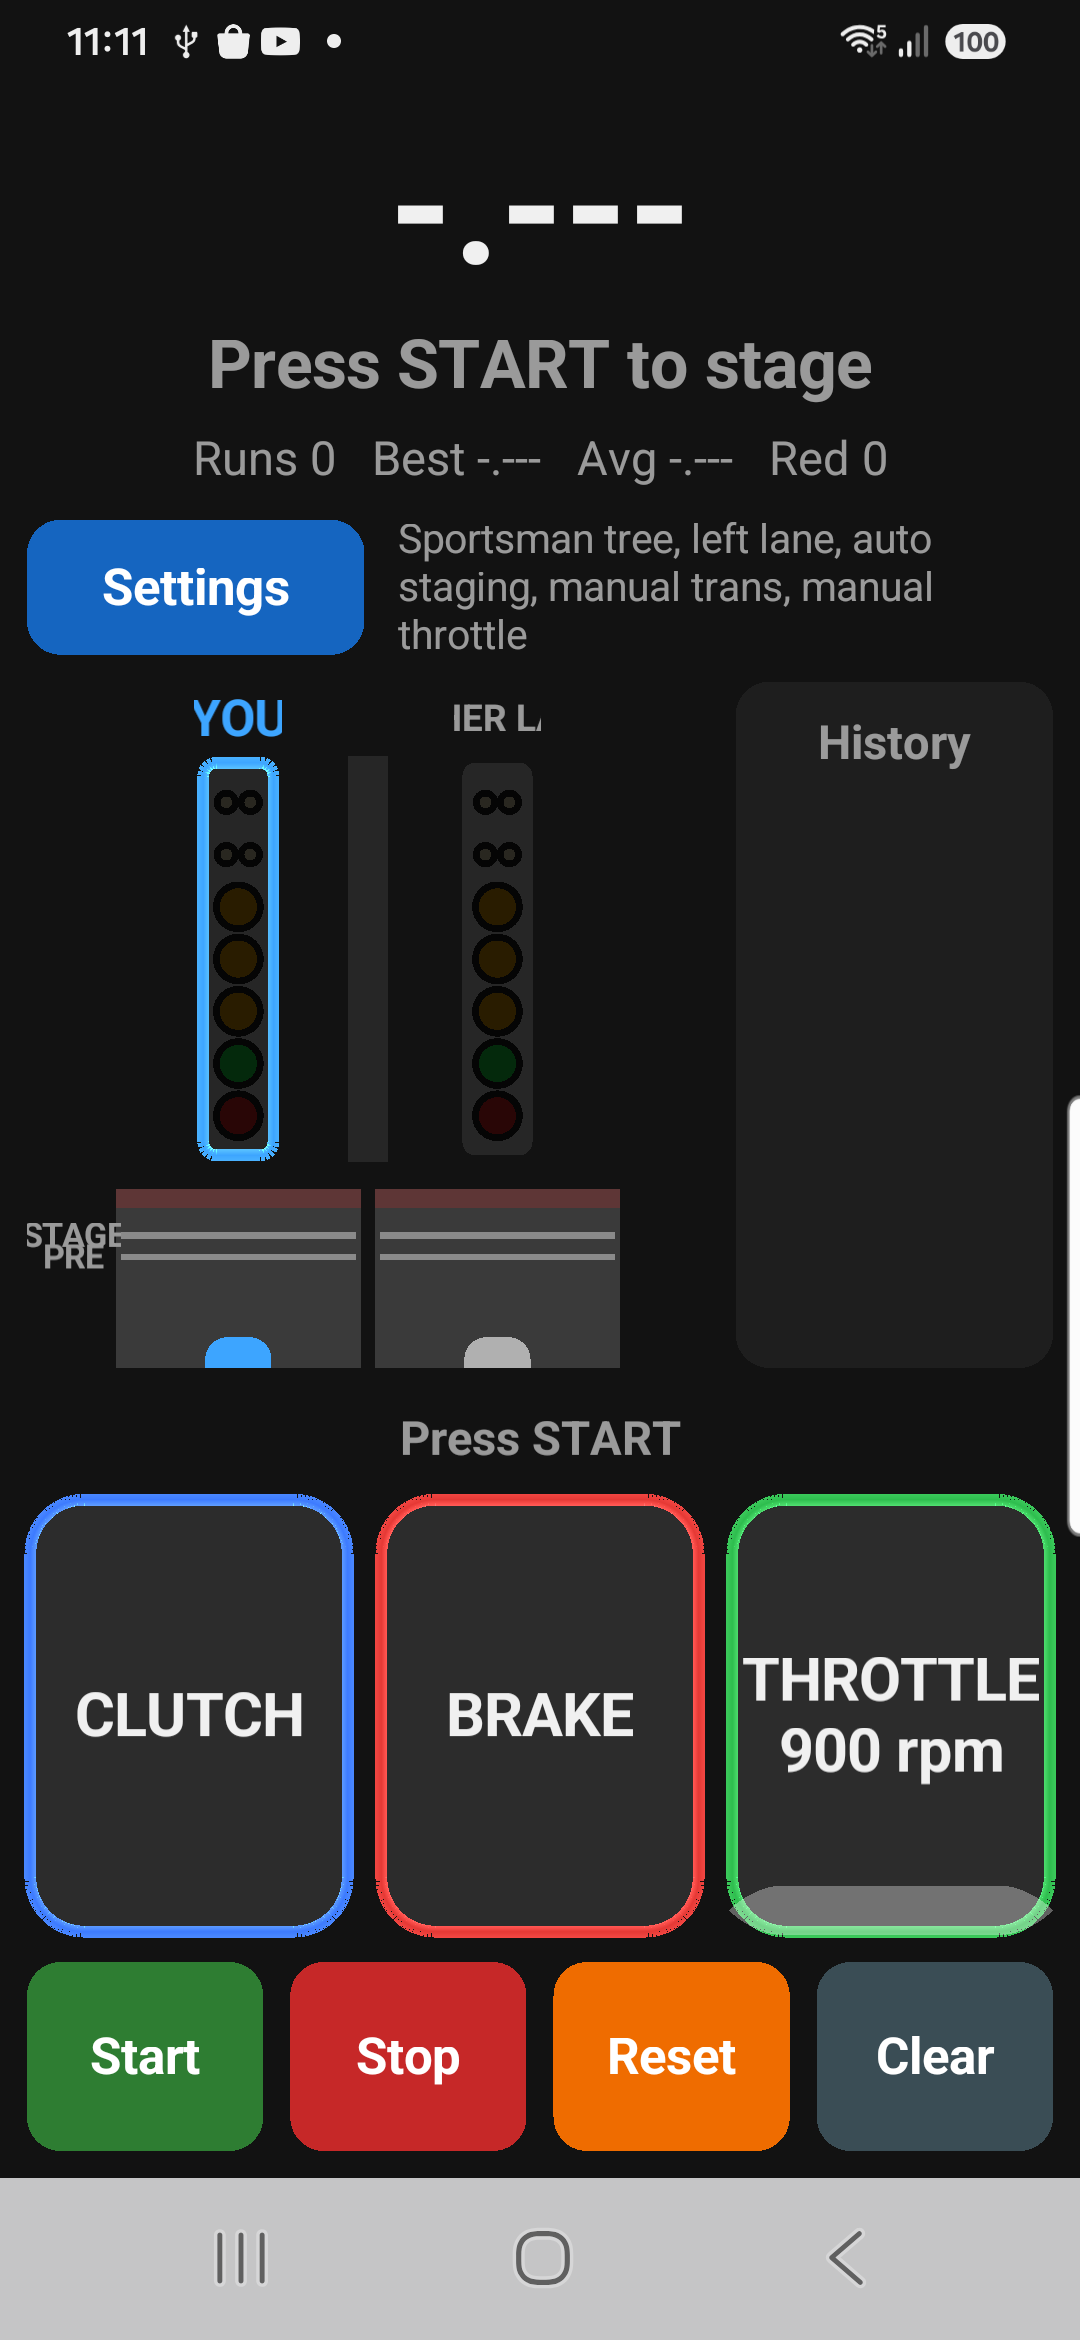 11:11
5
100
-.---
Press START to stage
Runs 0 Best -.--- Avg -.--- Red 0
Settings
Sportsman tree, left lane, auto
staging, manual trans, manual
throttle
YOU
IER LA
History
STAGE
PRE
Press START
CLUTCH
BRAKE
THROTTLE
900 rpm
Start
Stop
Reset
Clear